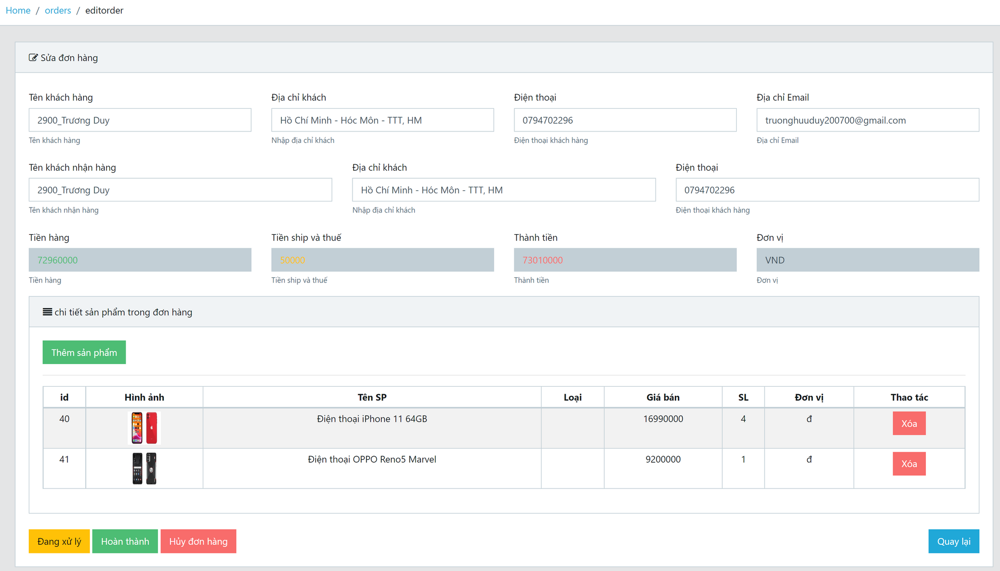 Home / orders / editorder
Sửa đơn hàng
Tên khách hàng Địa chỉ khách Điện thoại Địa chỉ Email
2900_Trương Duy Hồ Chí Minh - Hóc Môn - TTT, HM 0794702296 truonghuuduy200700@gmail.com
Tên khách hàng Nhập địa chỉ khách Điện thoại khách hàng Địa chỉ Email
Tên khách nhận hàng Địa chỉ khách Điện thoại
2900_Trương Duy Hồ Chí Minh - Hóc Môn - TTT, HM 0794702296
Tên khách nhận hàng Nhập địa chỉ khách Điện thoại khách hàng
Tiền hàng Tiền ship và thuế Thành tiền Đơn vị
72960000 50000 73010000 VND
Tiền hàng Tiền ship và thuế Thành tiền Đơn vị
chi tiết sản phẩm trong đơn hàng
Thêm sản phẩm
id Hình ảnh Tên SP Loại Giá bán SL Đơn vị Thao tác
40 Điện thoại iPhone 11 64GB 16990000 4 đ Xóa
41 Điện thoại OPPO Reno5 Marvel 9200000 1 đ Xóa
Đang xử lý Hoàn thành Hủy đơn hàng Quay lại